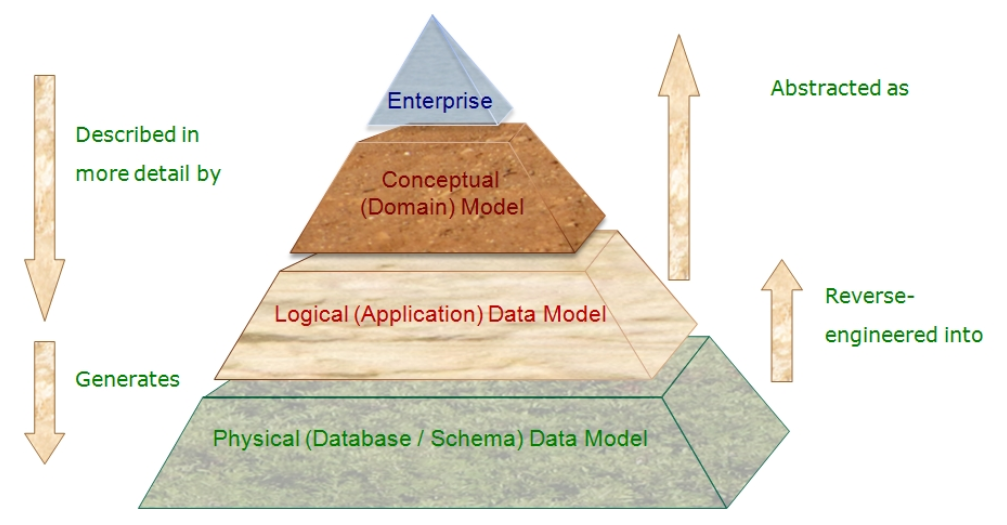 Enterprise
Conceptual
(Domain) Model
Logical (Application) Data Model
Physical (Database / Schema) Data Model
Described in
more detail by
Generates
Abstracted as
Reverse-
engineered into